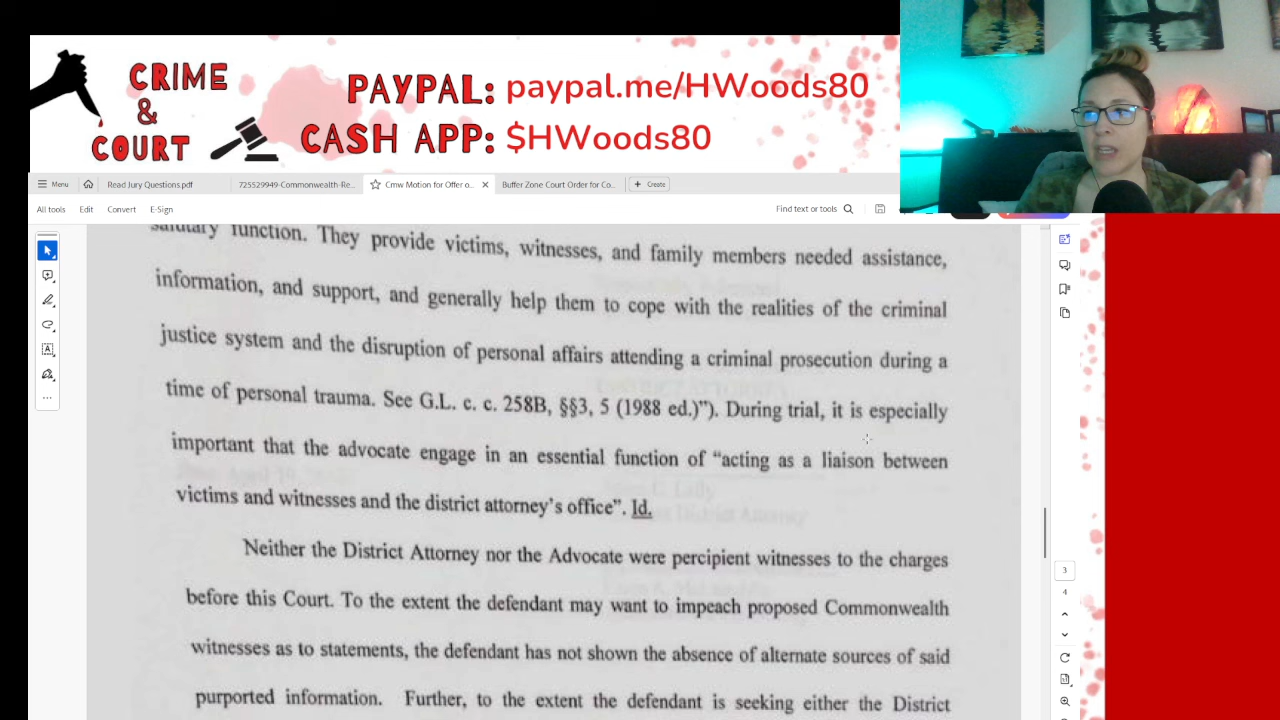 CRIME
&
COURT
PAYPAL: paypal.me/HWoods80
CASH APP: $HWoods80
Menu
Read Jury Questions.pdf
725529949-Commonwealth-Re...
Cmw Motion for Offer o...
Buffer Zone Court Order for Co...
Create
All tools
Edit
Convert
E-Sign
Find text or tools
salutary function. They provide victims, witnesses, and family members needed assistance,
information, and support, and generally help them to cope with the realities of the criminal
justice system and the disruption of personal affairs attending a criminal prosecution during a
time of personal trauma. See G.L. c. c. 258B, §§3, 5 (1988 ed.)”). During trial, it is especially
important that the advocate engage in an essential function of “acting as a liaison between
victims and witnesses and the district attorney’s office”. Id.
Neither the District Attorney nor the Advocate were percipient witnesses to the charges
before this Court. To the extent the defendant may want to impeach proposed Commonwealth
witnesses as to statements, the defendant has not shown the absence of alternate sources of said
purported information. Further, to the extent the defendant is seeking either the District
3
4